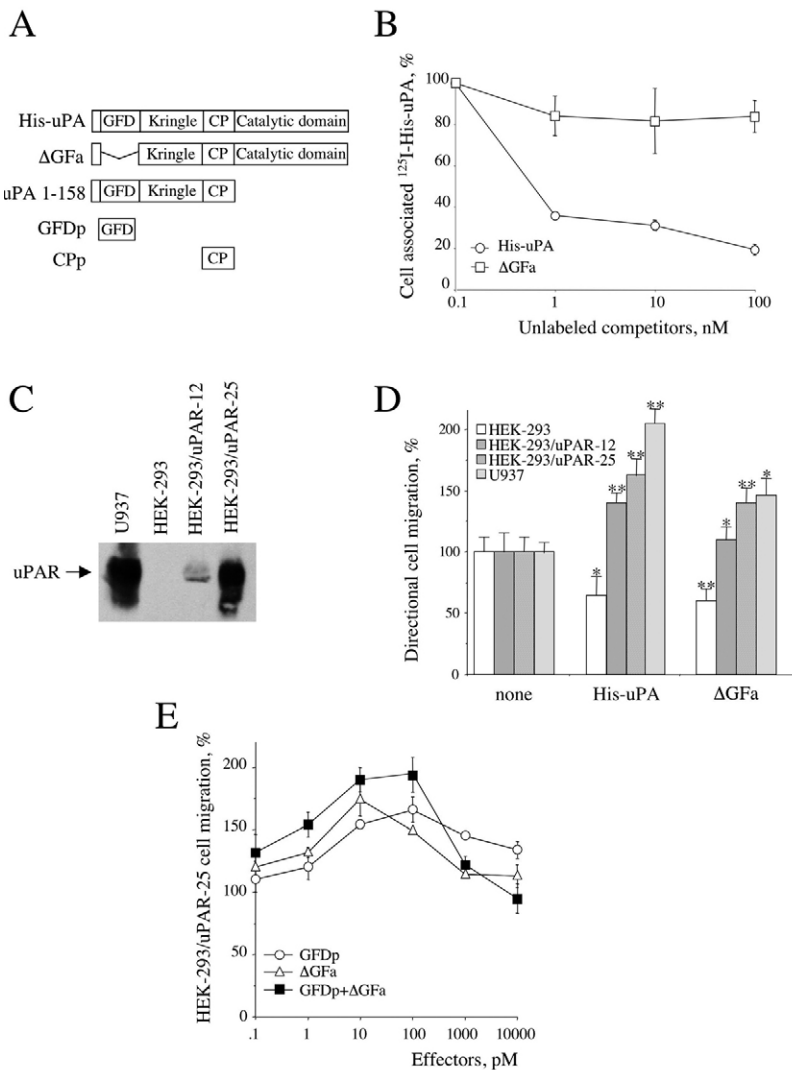 A
His-uPA GFD Kringle CP Catalytic domain
ΔGFa Kringle CP Catalytic domain
uPA 1-158 GFD Kringle CP
GFDp GFD
CPp CP
B
Cell associated ¹²⁵I-His-uPA, %
100
80
60
40
20
0
His-uPA
ΔGFa
0.1 1 10 100
Unlabeled competitors, nM
C
U937
HEK-293
HEK-293/uPAR-12
HEK-293/uPAR-25
uPAR
D
Directional cell migration, %
200
150
100
50
0
HEK-293
HEK-293/uPAR-12
HEK-293/uPAR-25
U937
* ** ** **
** * ** *
none His-uPA ΔGFa
E
HEK-293/uPAR-25 cell migration, %
200
150
100
50
0
GFDp
ΔGFa
GFDp+ΔGFa
.1 1 10 100 1000 10000
Effectors, pM